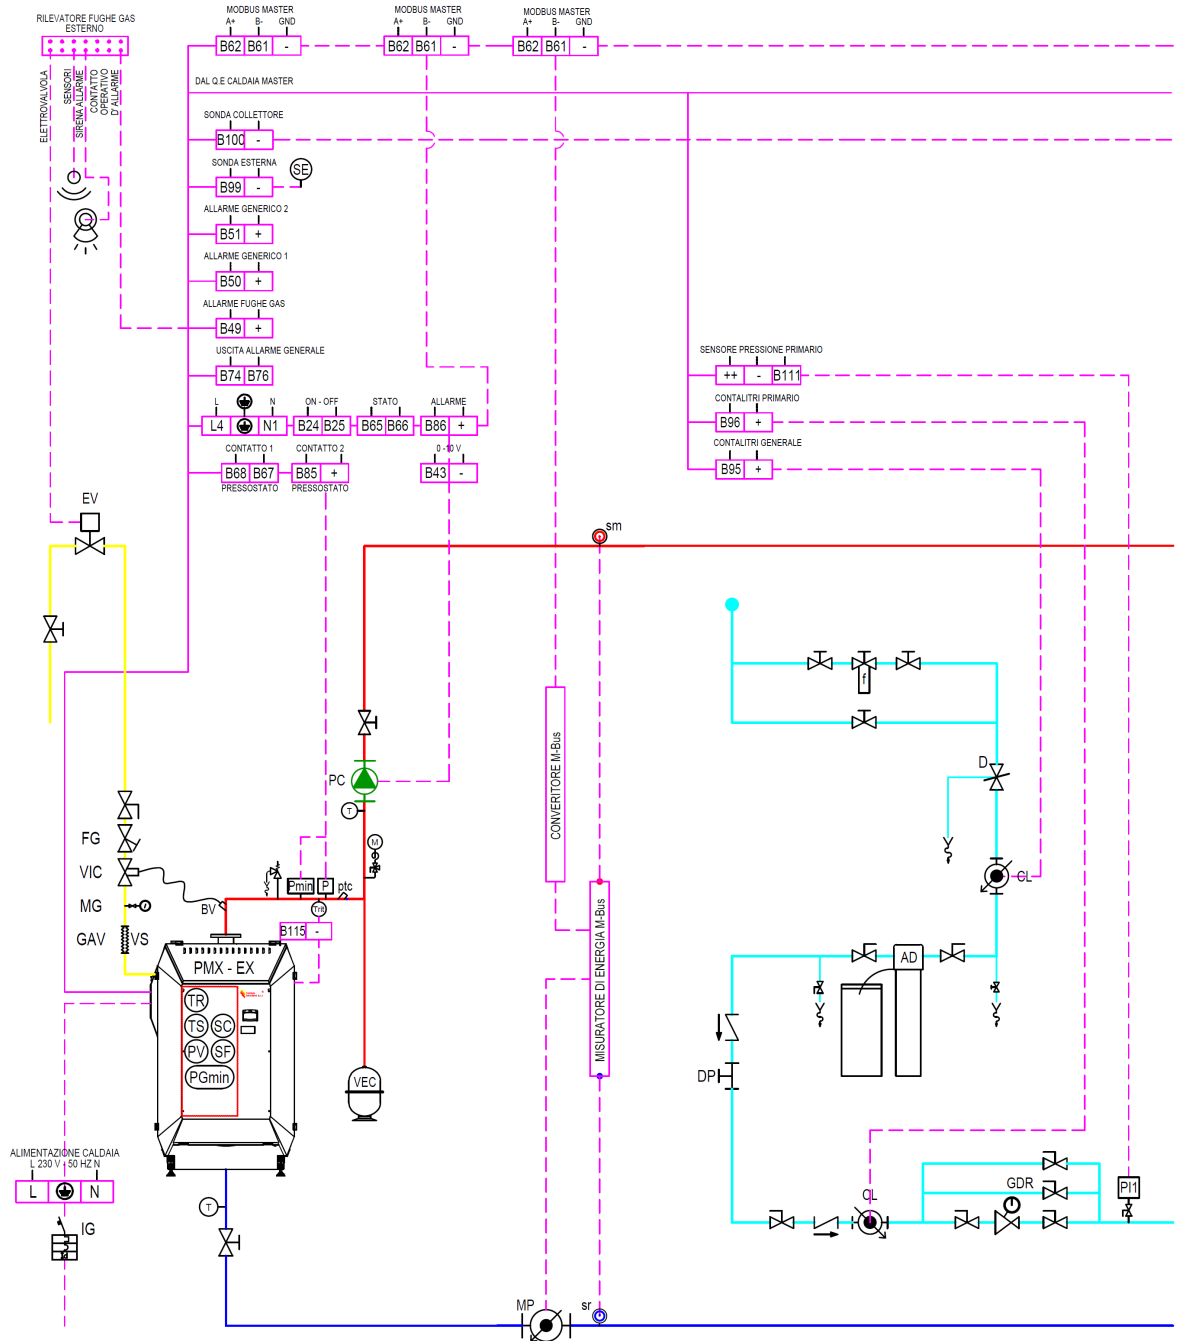 RILEVATORE FUGHE GAS
ESTERNO
ELETTROVALVOLA
SENSORI
SIRENA ALLARME
CONTATTO
OPERATIVO
D'ALLARME
MODBUS MASTER
A+ B- GND
B62 B61 -
MODBUS MASTER
A+ B- GND
B62 B61 -
MODBUS MASTER
A+ B- GND
B62 B61 -
DAL Q.E CALDAIA MASTER
SONDA COLLETTORE
B100 -
SONDA ESTERNA
B99 -
SE
ALLARME GENERICO 2
B51 +
ALLARME GENERICO 1
B50 +
ALLARME FUGHE GAS
B49 +
USCITA ALLARME GENERALE
B74 B76
L N
L4 N1
ON - OFF
B24 B25
STATO
B65 B66
ALLARME
B86 +
CONTATTO 1
B68 B67
PRESSOSTATO
CONTATTO 2
B85 +
PRESSOSTATO
0 -10 V
B43 -
SENSORE PRESSIONE PRIMARIO
++ - B111
CONTALITRI PRIMARIO
B96 +
CONTALITRI GENERALE
B95 +
EV
sm
f
D
PC
T
M
CONVERITORE M-Bus
FG
VIC
MG
GAV
VS
BV
Pmin
P
ptc
B115 -
CL
AD
MISURATORE DI ENERGIA M-Bus
PMX - EX
TR
TS SC
PV SF
PGmin
VEC
DP
ALIMENTAZIONE CALDAIA
L 230 V - 50 HZ N
L N
IG
T
CL
GDR
PI1
MP
sr